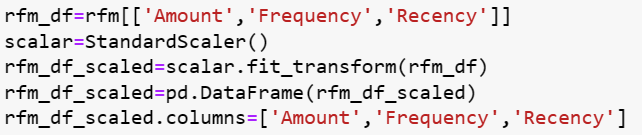 rfm_df=rfm[['Amount','Frequency','Recency']]
scalar=StandardScaler()
rfm_df_scaled=scalar.fit_transform(rfm_df)
rfm_df_scaled=pd.DataFrame(rfm_df_scaled)
rfm_df_scaled.columns=['Amount','Frequency','Recency']